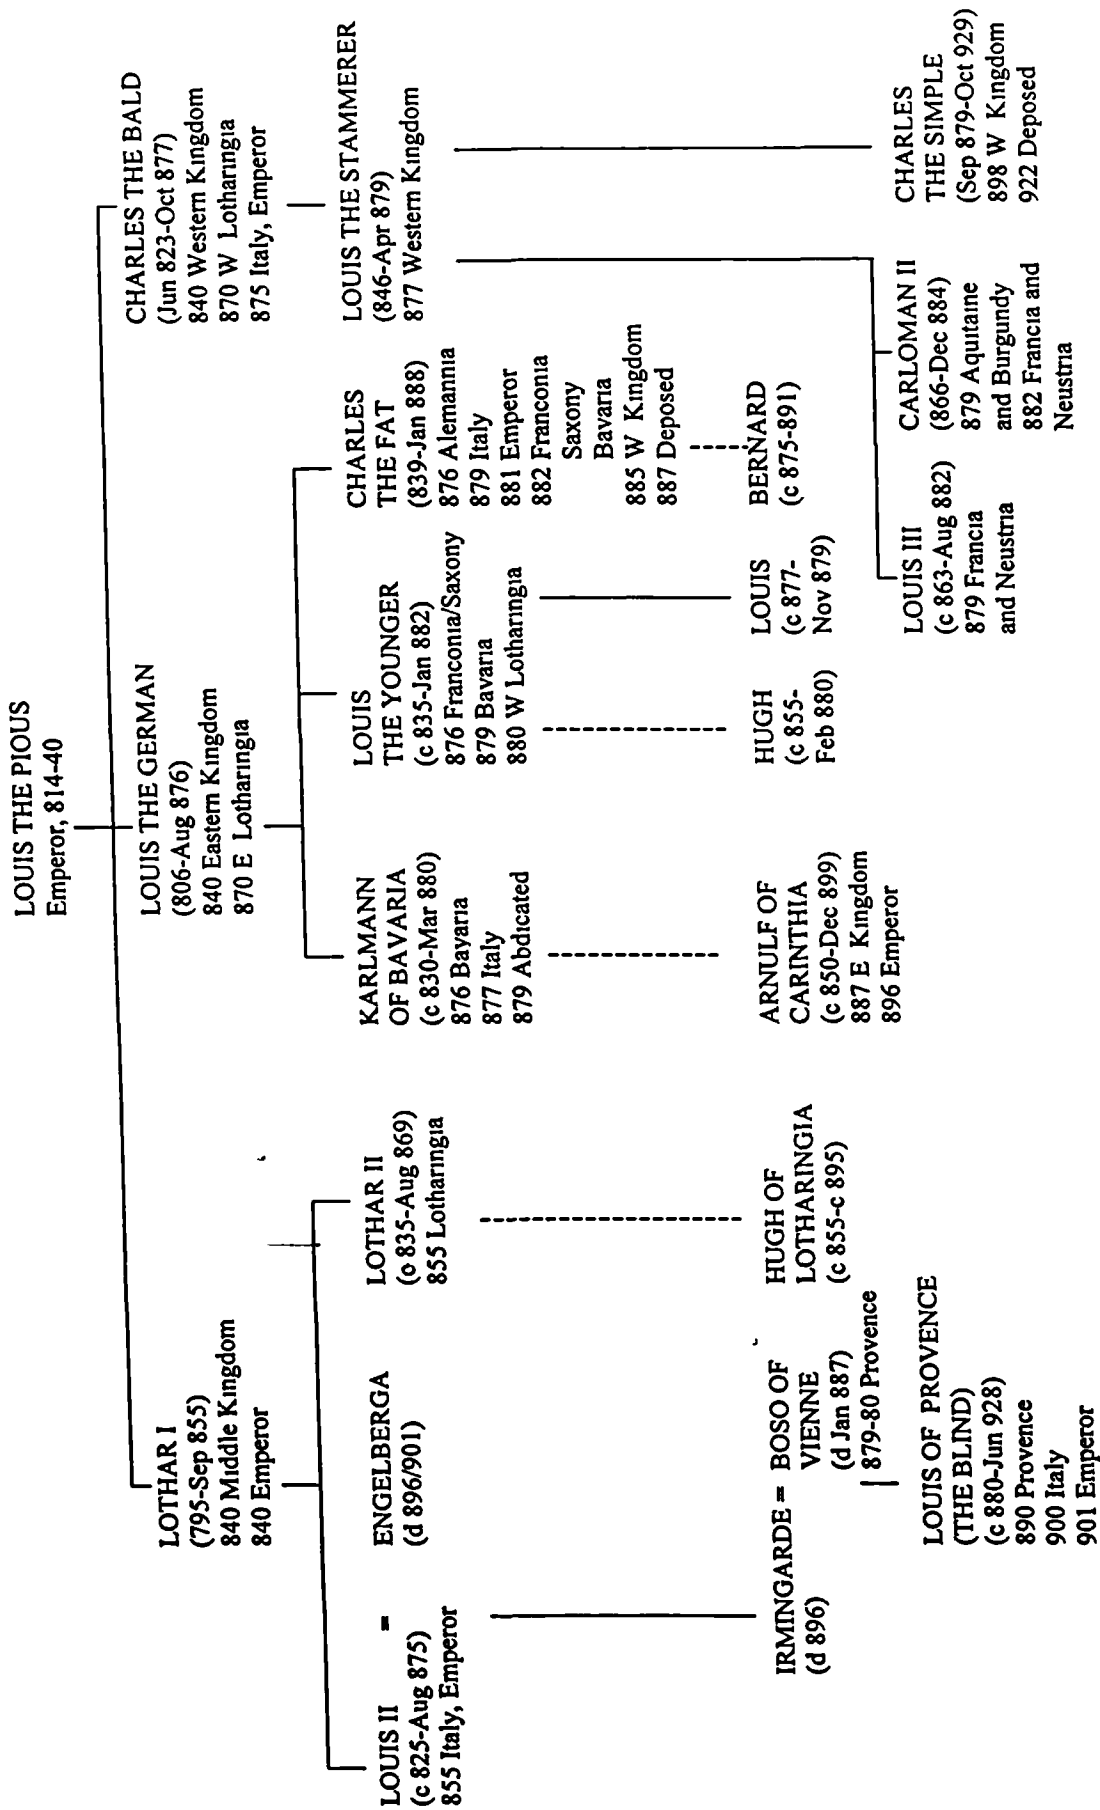 LOUIS THE PIOUS
Emperor, 814-40
LOTHAR I
(795-Sep 855)
840 Middle Kingdom
840 Emperor
LOUIS THE GERMAN
(806-Aug 876)
840 Eastern Kingdom
870 E Lotharingia
CHARLES THE BALD
(Jun 823-Oct 877)
840 Western Kingdom
870 W Lotharingia
875 Italy, Emperor
LOUIS II =
(c 825-Aug 875)
855 Italy, Emperor
ENGELBERGA
(d 896/901)
LOTHAR II
(c 835-Aug 869)
855 Lotharingia
KARLMANN
OF BAVARIA
(c 830-Mar 880)
876 Bavaria
877 Italy
879 Abdicated
LOUIS
THE YOUNGER
(c 835-Jan 882)
876 Franconia/Saxony
879 Bavaria
880 W Lotharingia
CHARLES
THE FAT
(839-Jan 888)
876 Alemannia
879 Italy
881 Emperor
882 Franconia
Saxony
Bavaria
885 W Kingdom
887 Deposed
LOUIS THE STAMMERER
(846-Apr 879)
877 Western Kingdom
IRMINGARDE =
(d 896)
BOSO OF
VIENNE
(d Jan 887)
879-80 Provence
HUGH OF
LOTHARINGIA
(c 855-c 895)
ARNULF OF
CARINTHIA
(c 850-Dec 899)
887 E Kingdom
896 Emperor
HUGH
(c 855-
Feb 880)
LOUIS
(c 877-
Nov 879)
BERNARD
(c 875-891)
LOUIS OF PROVENCE
(THE BLIND)
(c 880-Jun 928)
890 Provence
900 Italy
901 Emperor
LOUIS III
(c 863-Aug 882)
879 Francia
and Neustria
CARLOMAN II
(866-Dec 884)
879 Aquitaine
and Burgundy
882 Francia and
Neustria
CHARLES
THE SIMPLE
(Sep 879-Oct 929)
898 W Kingdom
922 Deposed